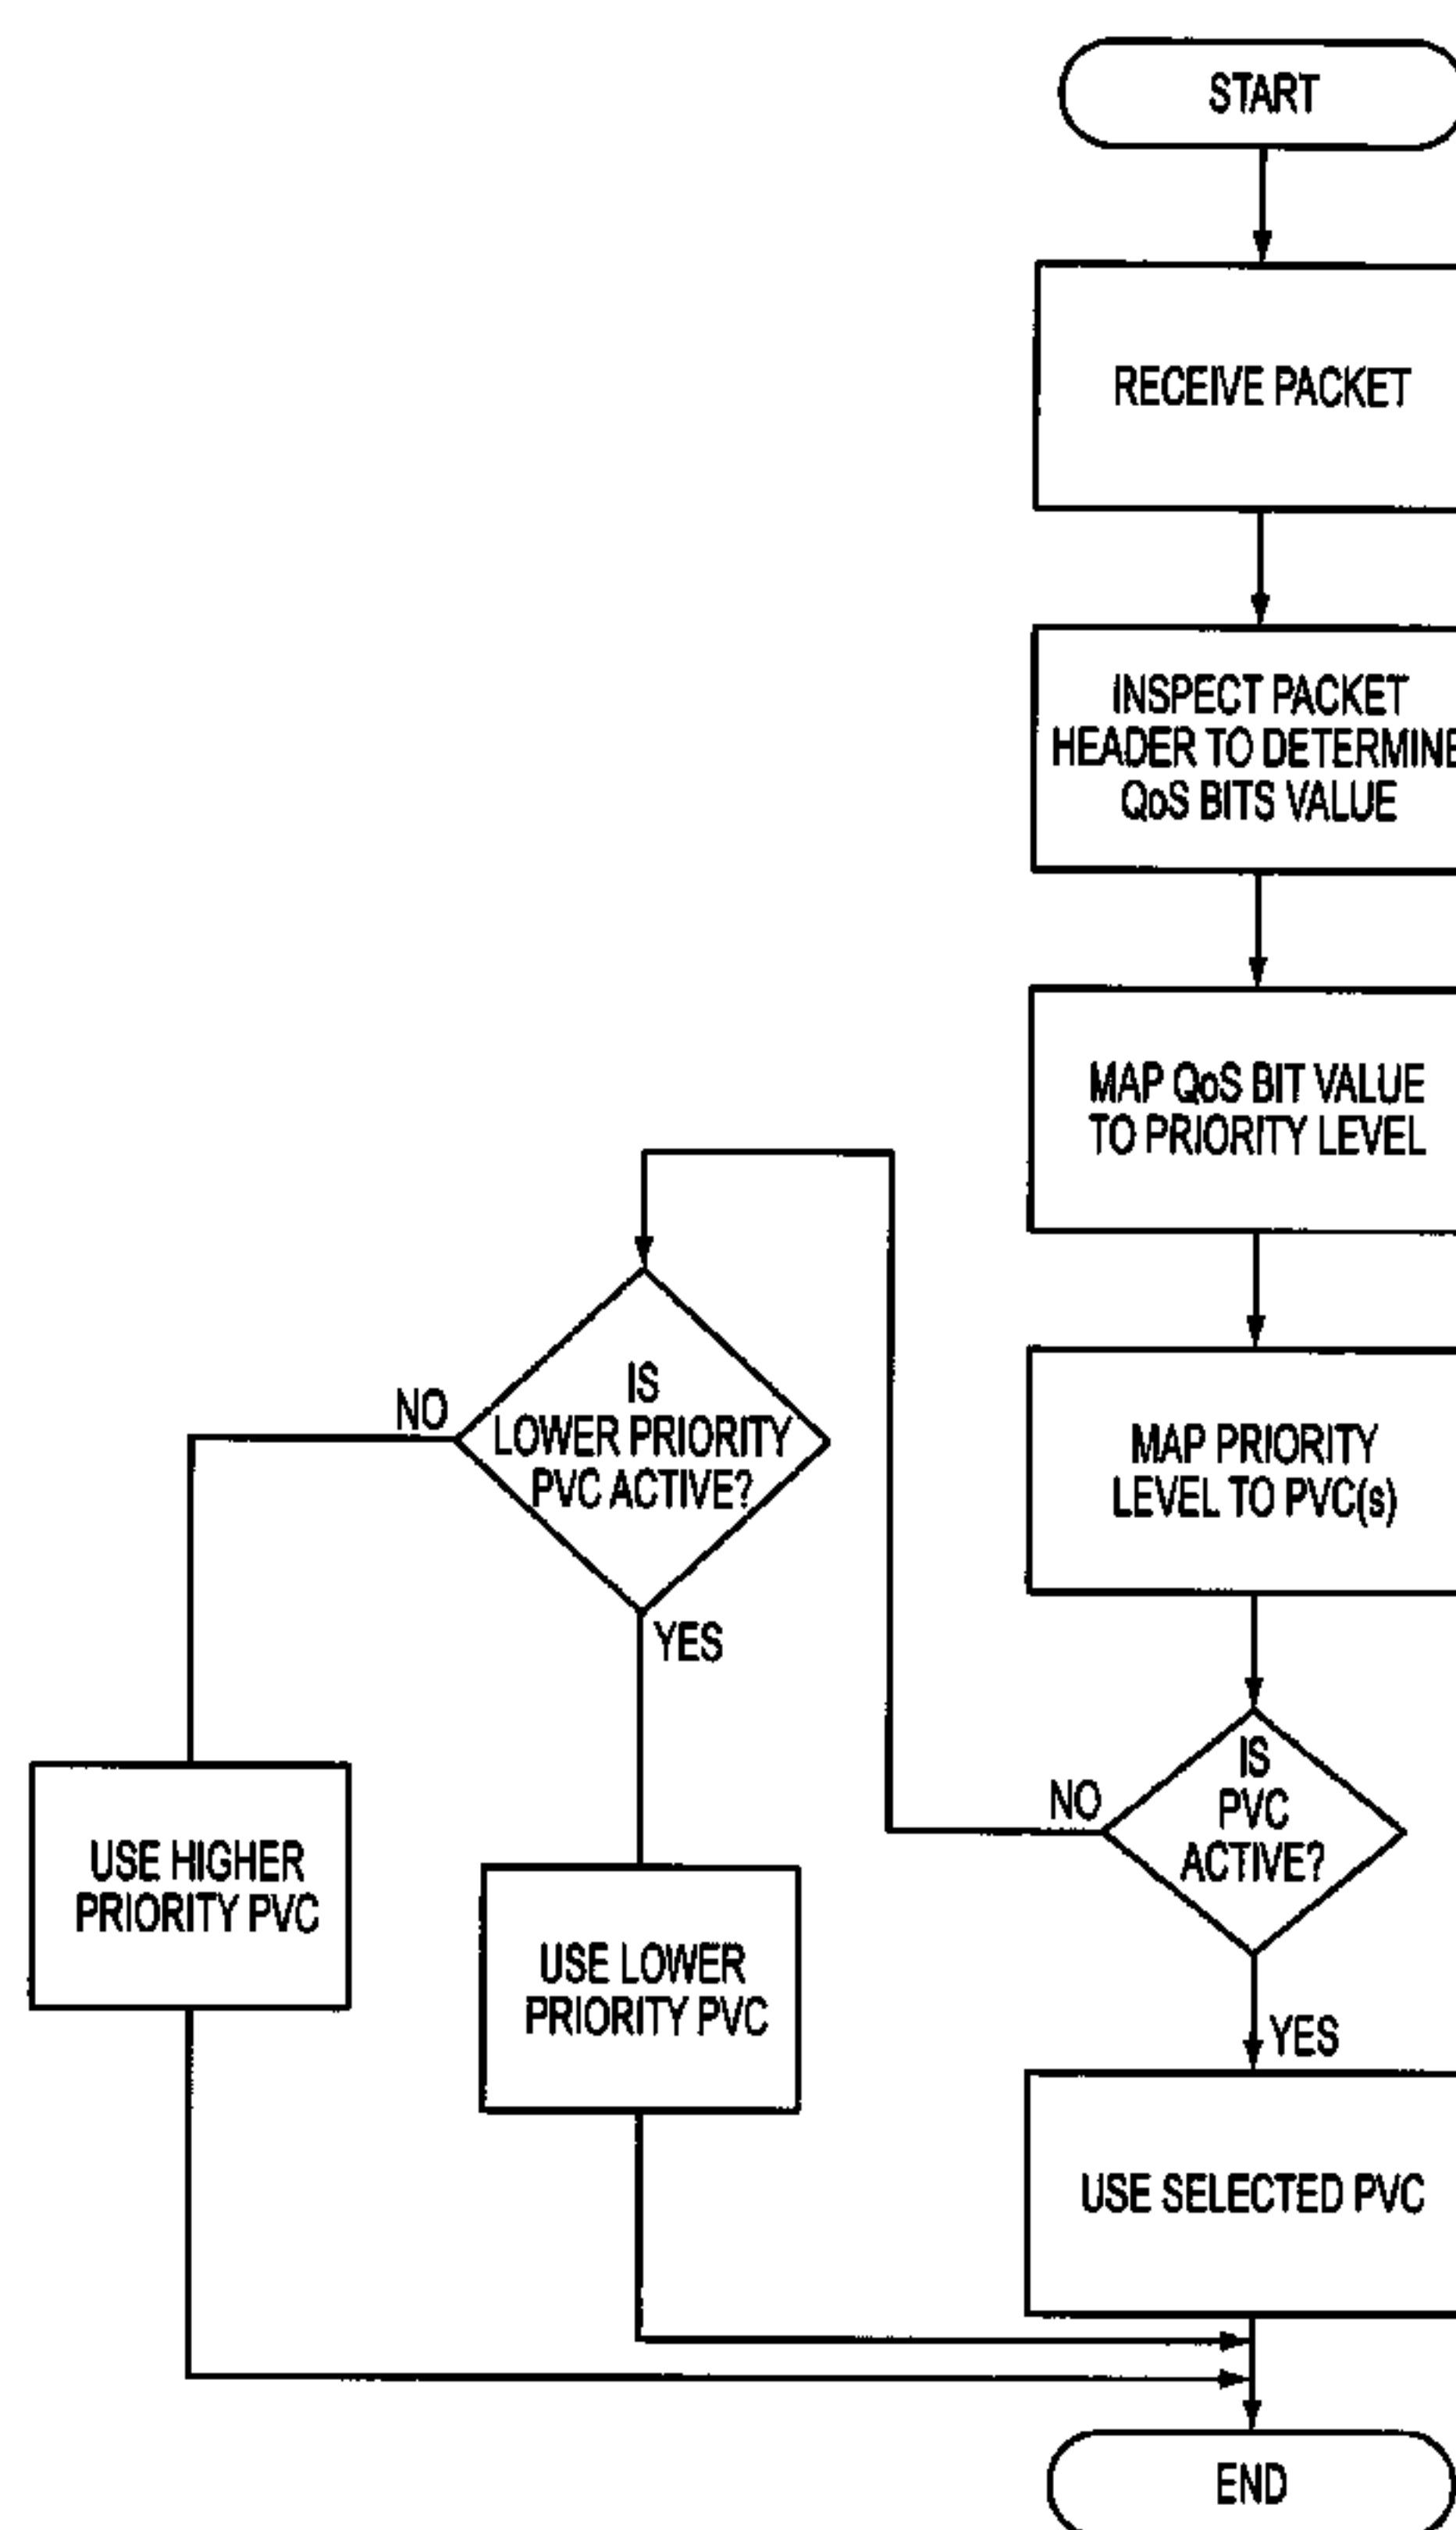 START
RECEIVE PACKET
INSPECT PACKET
HEADER TO DETERMINE
QoS BITS VALUE
MAP QoS BIT VALUE
TO PRIORITY LEVEL
MAP PRIORITY
LEVEL TO PVC(s)
IS
PVC
ACTIVE?
NO
YES
USE SELECTED PVC
IS
LOWER PRIORITY
PVC ACTIVE?
NO
YES
USE HIGHER
PRIORITY PVC
USE LOWER
PRIORITY PVC
END